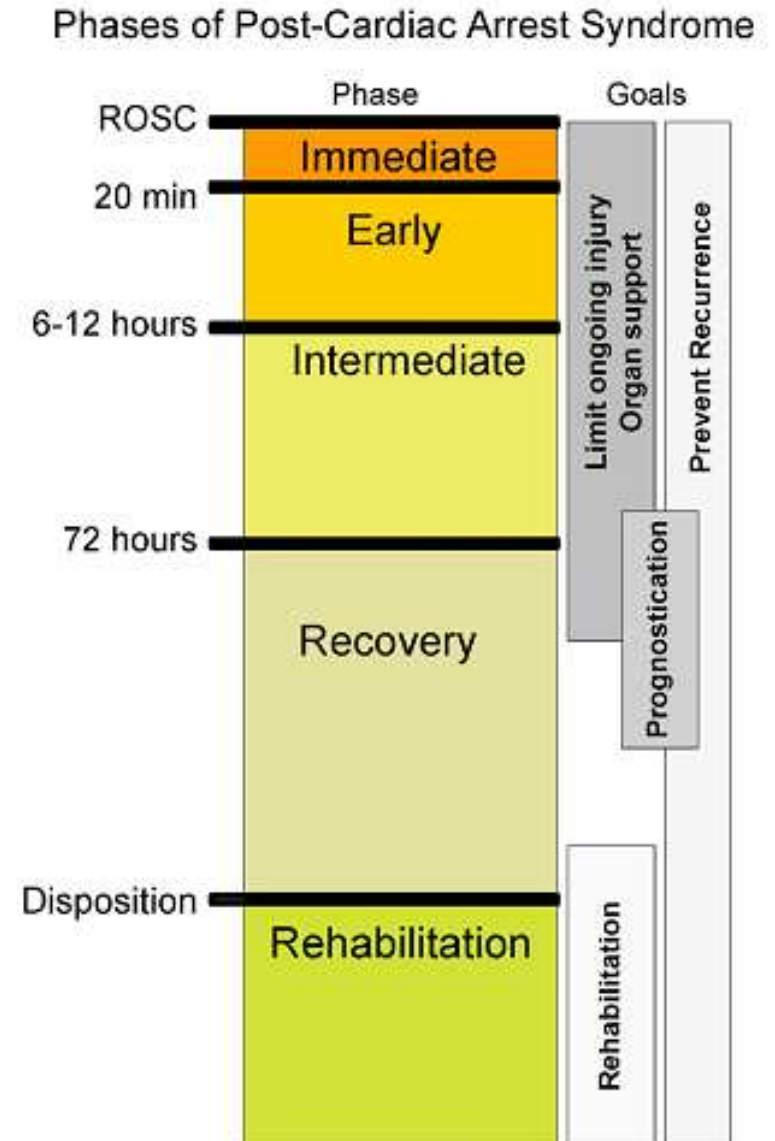 Phases of Post-Cardiac Arrest Syndrome
Phase
Goals
ROSC
Immediate
20 min
Early
6-12 hours
Intermediate
72 hours
Recovery
Disposition
Rehabilitation
Limit ongoing injury
Organ support
Prevent Recurrence
Prognostication
Rehabilitation